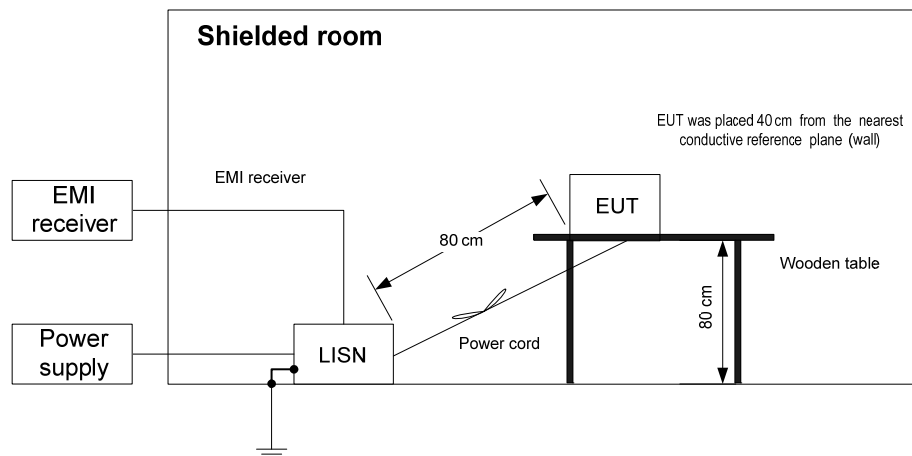 Shielded room
EUT was placed 40 cm from the nearest
conductive reference plane (wall)
EMI receiver
EMI
receiver
EUT
80 cm
Wooden table
80 cm
Power
supply
LISN
Power cord